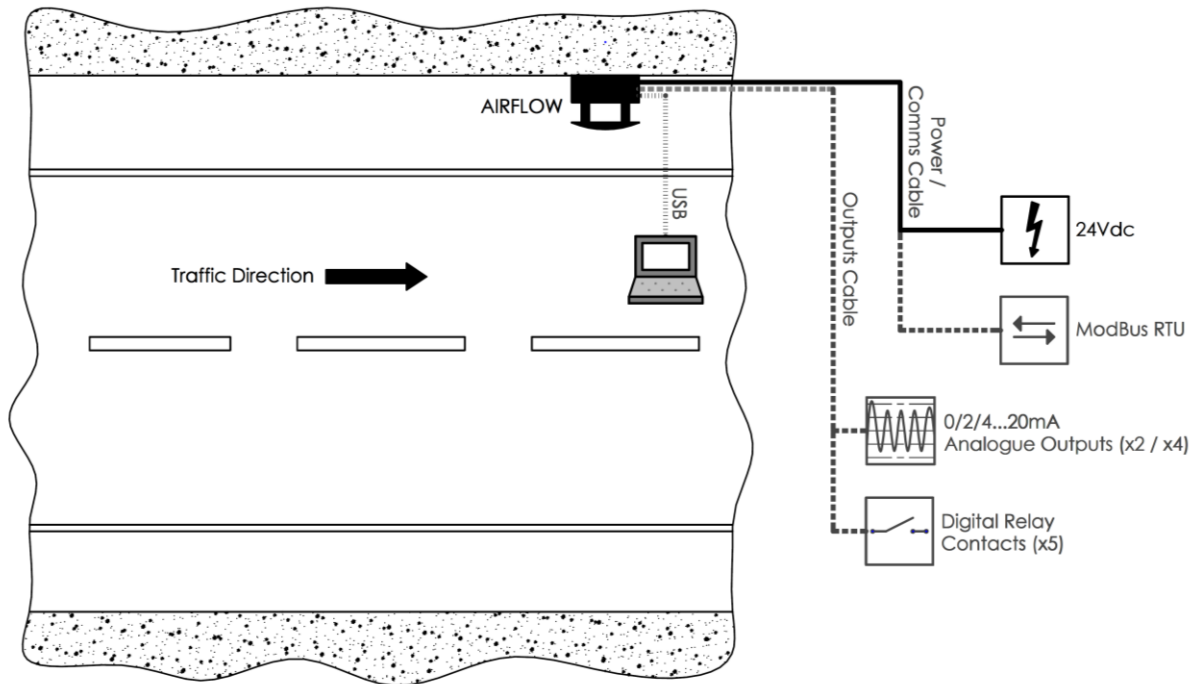 AIRFLOW
USB
Traffic Direction
Power /
Comms Cable
Outputs Cable
24Vdc
ModBus RTU
0/2/4...20mA
Analogue Outputs (x2 / x4)
Digital Relay
Contacts (x5)